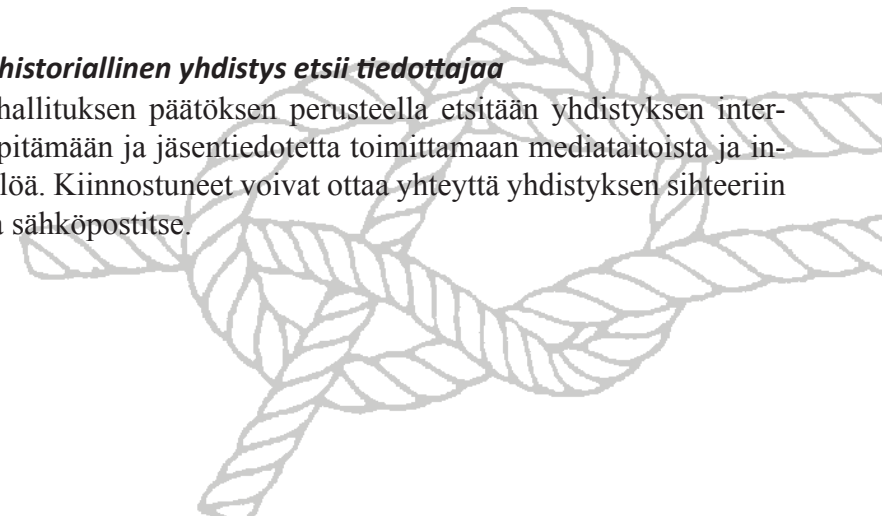 historiallinen yhdistys etsii tiedottajaa
hallituksen päätöksen perusteella etsitään yhdistyksen inter-
pitämään ja jäsentiedotetta toimittamaan mediataitoista ja in-
löä. Kiinnostuneet voivat ottaa yhteyttä yhdistyksen sihteeriin
sähköpostitse.